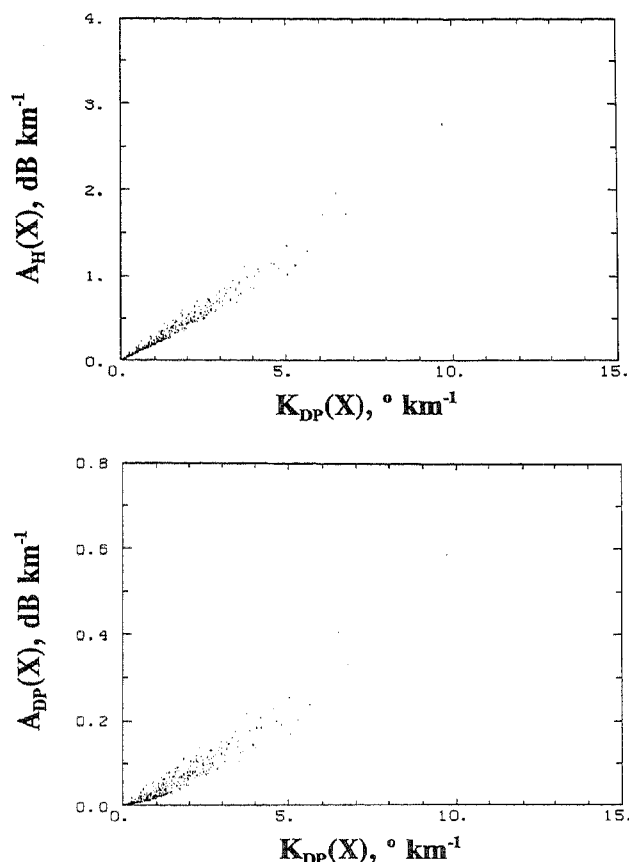 4.
3.
2.
1.
0.
A_H(X), dB km⁻¹
0. 5. 10. 15.
K_DP(X), ° km⁻¹
0.8
0.6
0.4
0.2
0.0
A_DP(X), dB km⁻¹
0. 5. 10. 15.
K_DP(X), ° km⁻¹